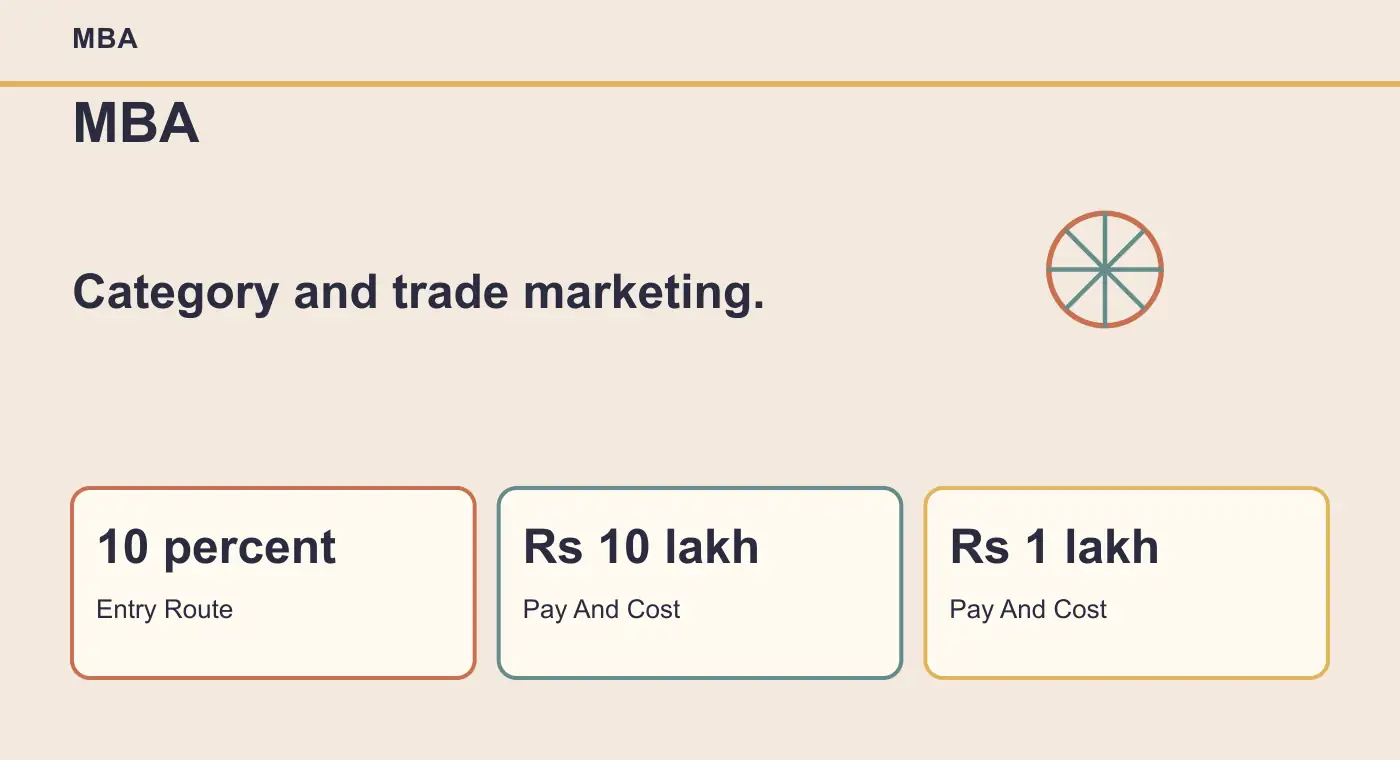 MBA
MBA
Category and trade marketing.
10 percent
Entry Route
Rs 10 lakh
Pay And Cost
Rs 1 lakh
Pay And Cost